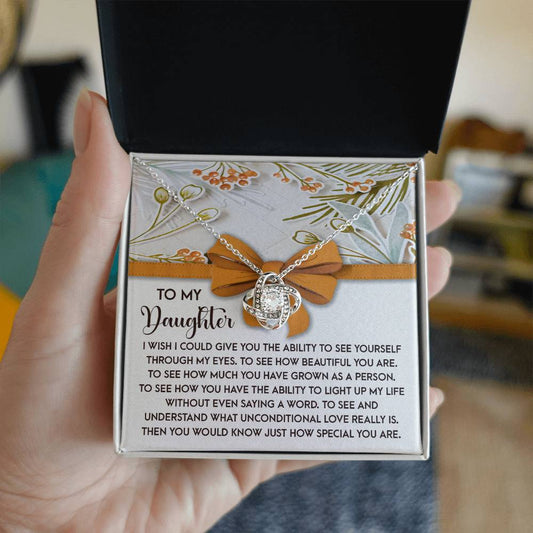 TO MY
Daughter
I WISH I COULD GIVE YOU THE ABILITY TO SEE YOURSELF
THROUGH MY EYES. TO SEE HOW BEAUTIFUL YOU ARE.
TO SEE HOW MUCH YOU HAVE GROWN AS A PERSON.
TO SEE HOW YOU HAVE THE ABILITY TO LIGHT UP MY LIFE
WITHOUT EVEN SAYING A WORD. TO SEE AND
UNDERSTAND WHAT UNCONDITIONAL LOVE REALLY IS.
THEN YOU WOULD KNOW JUST HOW SPECIAL YOU ARE.